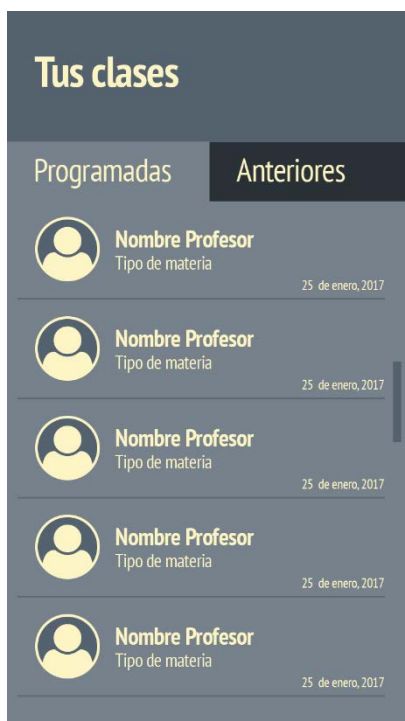 Tus clases
Programadas Anteriores
Nombre Profesor
Tipo de materia
25 de enero, 2017
Nombre Profesor
Tipo de materia
25 de enero, 2017
Nombre Profesor
Tipo de materia
25 de enero, 2017
Nombre Profesor
Tipo de materia
25 de enero, 2017
Nombre Profesor
Tipo de materia
25 de enero, 2017